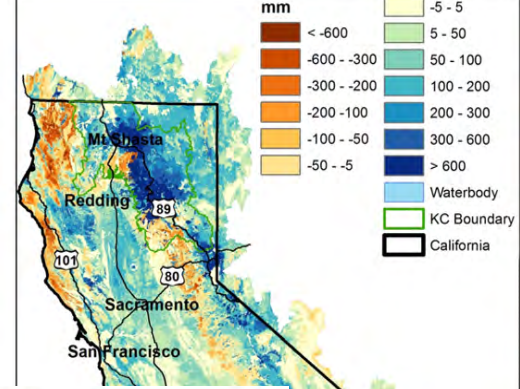 mm
< -600
-600 - -300
-300 - -200
-200 -100
-100 - -50
-50 - -5
-5 - 5
5 - 50
50 - 100
100 - 200
200 - 300
300 - 600
> 600
Waterbody
KC Boundary
California
Mt Shasta
Redding
89
101
80
Sacramento
San Francisco